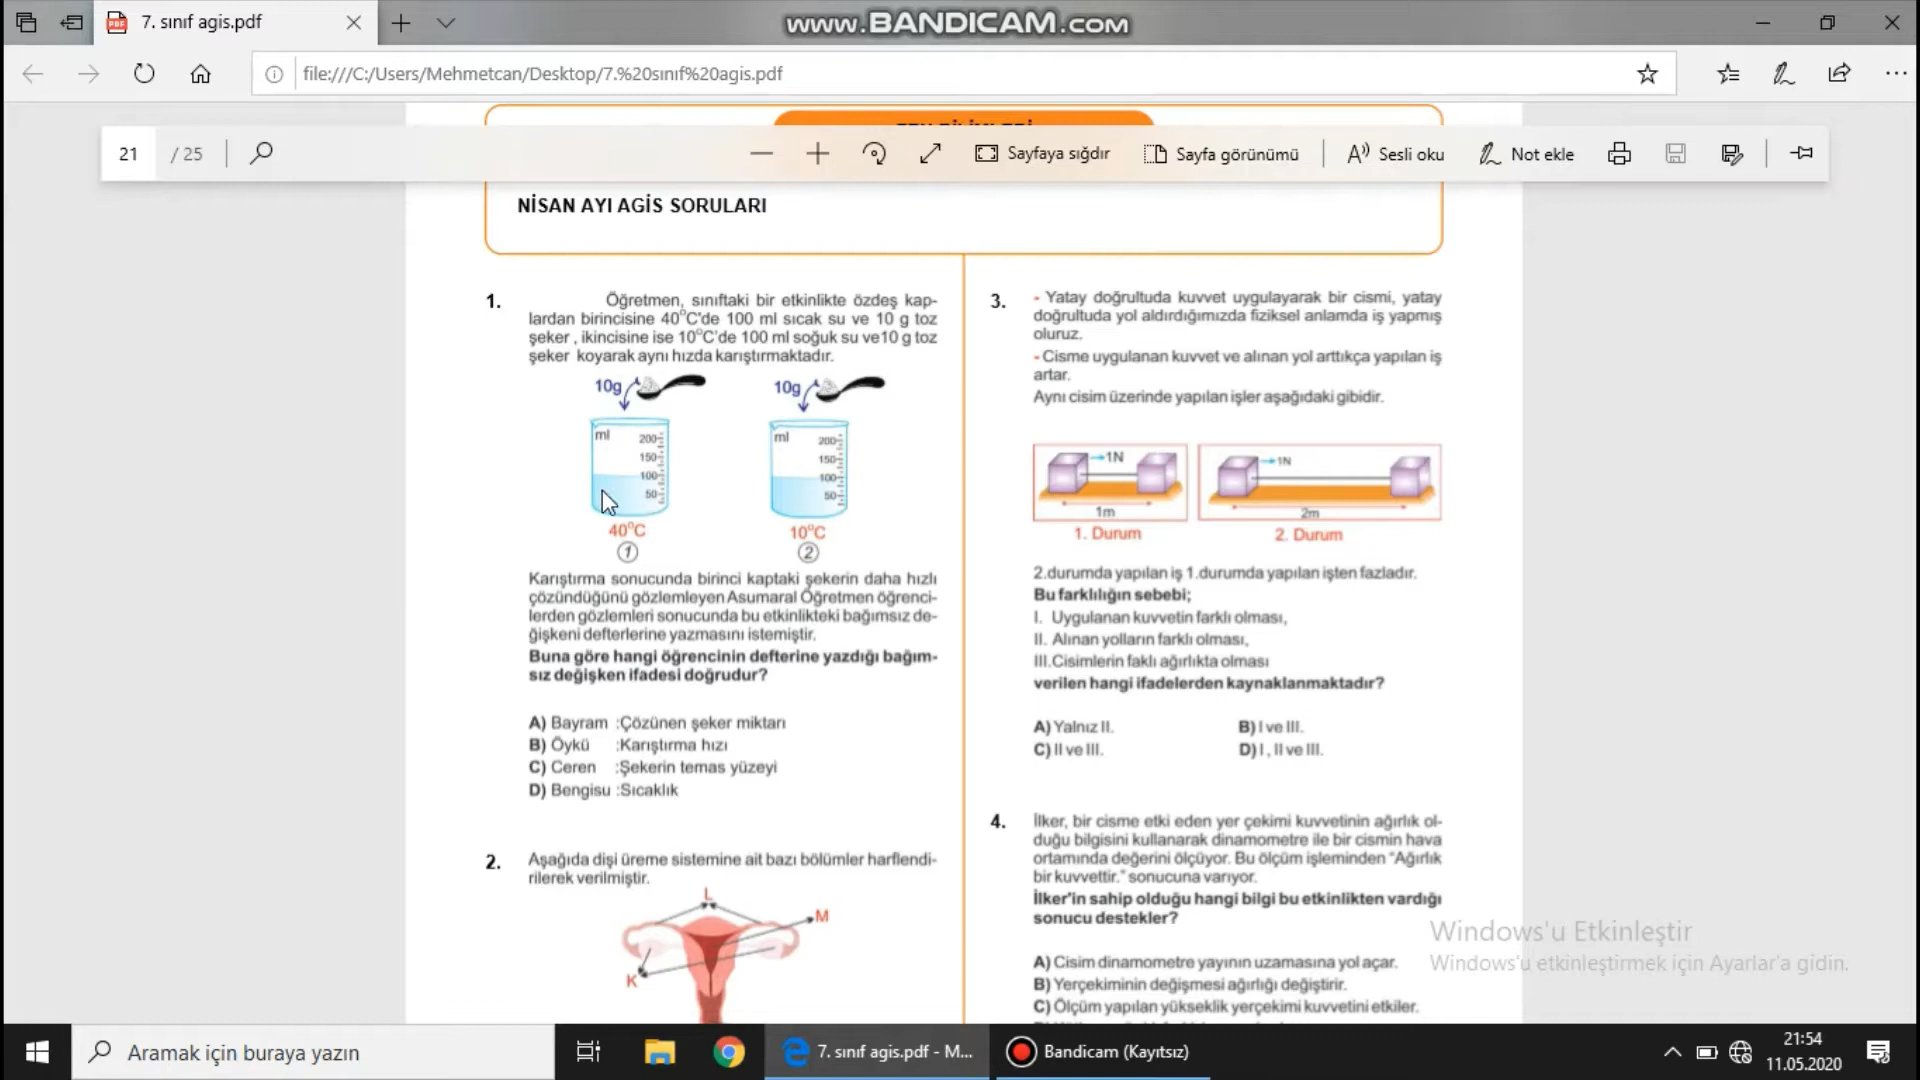 7. sınıf agis.pdf
www.BANDICAM.com
file:///C:/Users/Mehmetcan/Desktop/7.%20sınıf%20agis.pdf
21 / 25
Sayfaya sığdır
Sayfa görünümü
Sesli oku
Not ekle
NİSAN AYI AGİS SORULARI
1. Öğretmen, sınıftaki bir etkinlikte özdeş kap-
lardan birincisine 40°C'de 100 ml sıcak su ve 10 g toz
şeker , ikincisine ise 10°C'de 100 ml soğuk su ve10 g toz
şeker koyarak aynı hızda karıştırmaktadır.
10g
10g
ml
200
150
100
50
ml
200
150
100
50
40°C
10°C
1
2
Karıştırma sonucunda birinci kaptaki şekerin daha hızlı
çözündüğünü gözlemleyen Asumaral Öğretmen öğrenci-
lerden gözlemleri sonucunda bu etkinlikteki bağımsız de-
ğişkeni defterlerine yazmasını istemiştir.
Buna göre hangi öğrencinin defterine yazdığı bağım-
sız değişken ifadesi doğrudur?
A) Bayram :Çözünen şeker miktarı
B) Öykü :Karıştırma hızı
C) Ceren :Şekerin temas yüzeyi
D) Bengisu :Sıcaklık
2. Aşağıda dişi üreme sistemine ait bazı bölümler harflendi-
rilerek verilmiştir.
L
M
K
3. - Yatay doğrultuda kuvvet uygulayarak bir cismi, yatay
doğrultuda yol aldırdığımızda fiziksel anlamda iş yapmış
oluruz.
- Cisme uygulanan kuvvet ve alınan yol arttıkça yapılan iş
artar.
Aynı cisim üzerinde yapılan işler aşağıdaki gibidir.
1N
1N
1m
2m
1. Durum
2. Durum
2.durumda yapılan iş 1.durumda yapılan işten fazladır.
Bu farklılığın sebebi;
I. Uygulanan kuvvetin farklı olması,
II. Alınan yolların farklı olması,
III.Cisimlerin faklı ağırlıkta olması
verilen hangi ifadelerden kaynaklanmaktadır?
A) Yalnız II. B) I ve III.
C) II ve III. D) I , II ve III.
4. İlker, bir cisme etki eden yer çekimi kuvvetinin ağırlık ol-
duğu bilgisini kullanarak dinamometre ile bir cismin hava
ortamında değerini ölçüyor. Bu ölçüm işleminden “Ağırlık
bir kuvvettir.” sonucuna varıyor.
İlker'in sahip olduğu hangi bilgi bu etkinlikten vardığı
sonucu destekler?
A) Cisim dinamometre yayının uzamasına yol açar.
B) Yerçekiminin değişmesi ağırlığı değiştirir.
C) Ölçüm yapılan yükseklik yerçekimi kuvvetini etkiler.
Windows'u Etkinleştir
Windows'u etkinleştirmek için Ayarlar'a gidin.
Aramak için buraya yazın
7. sınıf agis.pdf - M...
Bandicam (Kayıtsız)
21:54
11.05.2020